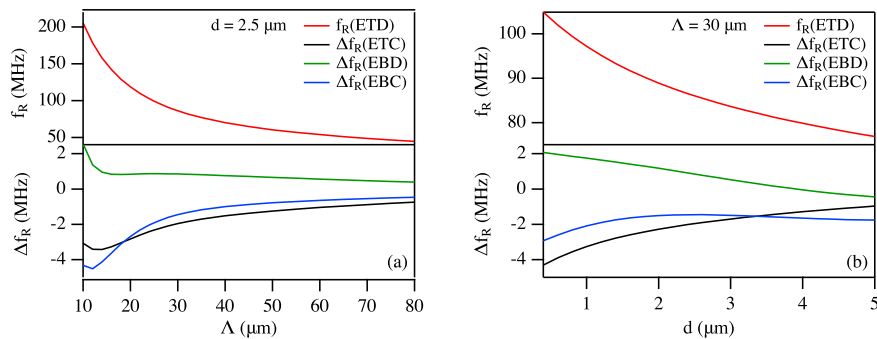 d = 2.5 μm
f_R(ETD)
Δf_R(ETC)
Δf_R(EBD)
Δf_R(EBC)
f_R (MHz)
200
150
100
50
Δf_R (MHz)
2
0
-2
-4
(a)
10 20 30 40 50 60 70 80
Λ (μm)
Λ = 30 μm
f_R(ETD)
Δf_R(ETC)
Δf_R(EBD)
Δf_R(EBC)
f_R (MHz)
100
90
80
Δf_R (MHz)
2
0
-2
-4
(b)
1 2 3 4 5
d (μm)